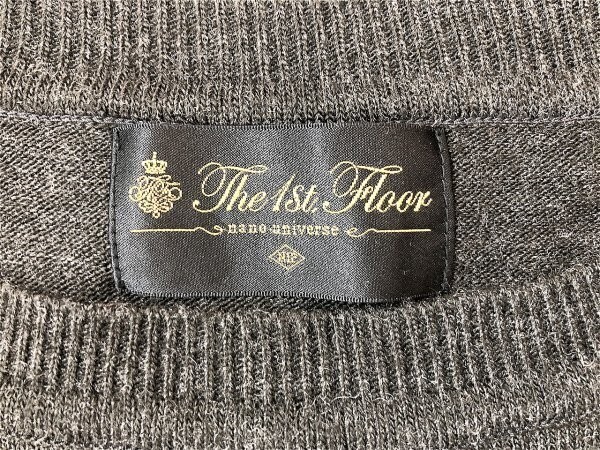 The 1st. Floor
nano·universe